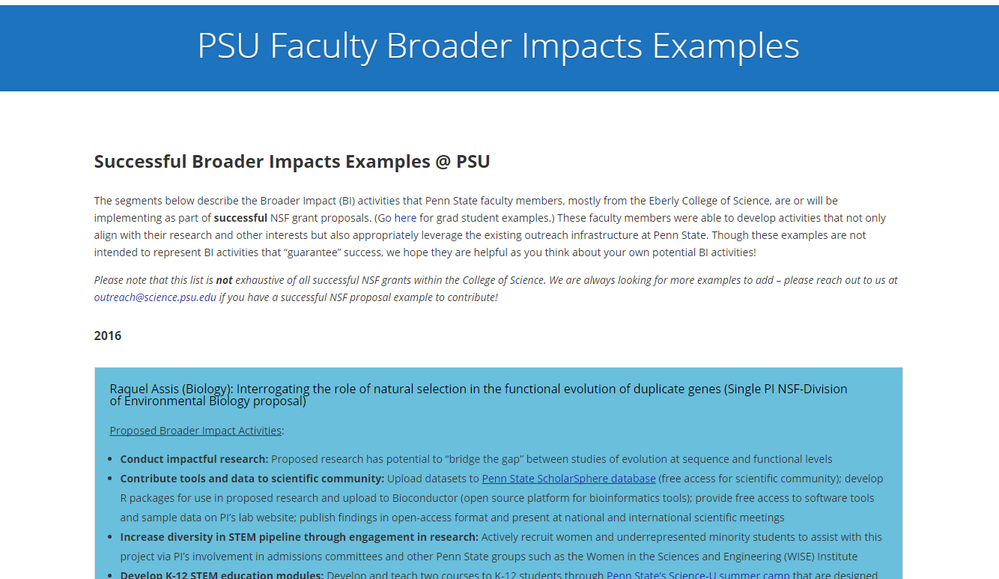 PSU Faculty Broader Impacts Examples
Successful Broader Impacts Examples @ PSU
The segments below describe the Broader Impact (BI) activities that Penn State faculty members, mostly from the Eberly College of Science, are or will be
implementing as part of successful NSF grant proposals. (Go here for grad student examples.) These faculty members were able to develop activities that not only
align with their research and other interests but also appropriately leverage the existing outreach infrastructure at Penn State. Though these examples are not
intended to represent BI activities that “guarantee” success, we hope they are helpful as you think about your own potential BI activities!
Please note that this list is not exhaustive of all successful NSF grants within the College of Science. We are always looking for more examples to add – please reach out to us at
outreach@science.psu.edu if you have a successful NSF proposal example to contribute!
2016
Raquel Assis (Biology): Interrogating the role of natural selection in the functional evolution of duplicate genes (Single PI NSF-Division
of Environmental Biology proposal)
Proposed Broader Impact Activities:
• Conduct impactful research: Proposed research has potential to “bridge the gap” between studies of evolution at sequence and functional levels
• Contribute tools and data to scientific community: Upload datasets to Penn State ScholarSphere database (free access for scientific community); develop
R packages for use in proposed research and upload to Bioconductor (open source platform for bioinformatics tools); provide free access to software tools
and sample data on PI’s lab website; publish findings in open-access format and present at national and international scientific meetings
• Increase diversity in STEM pipeline through engagement in research: Actively recruit women and underrepresented minority students to assist with this
project via PI’s involvement in admissions committees and other Penn State groups such as the Women in the Sciences and Engineering (WISE) Institute
• Develop K-12 STEM education modules: Develop and teach two courses to K-12 students through Penn State’s Science-U summer camp that are designed